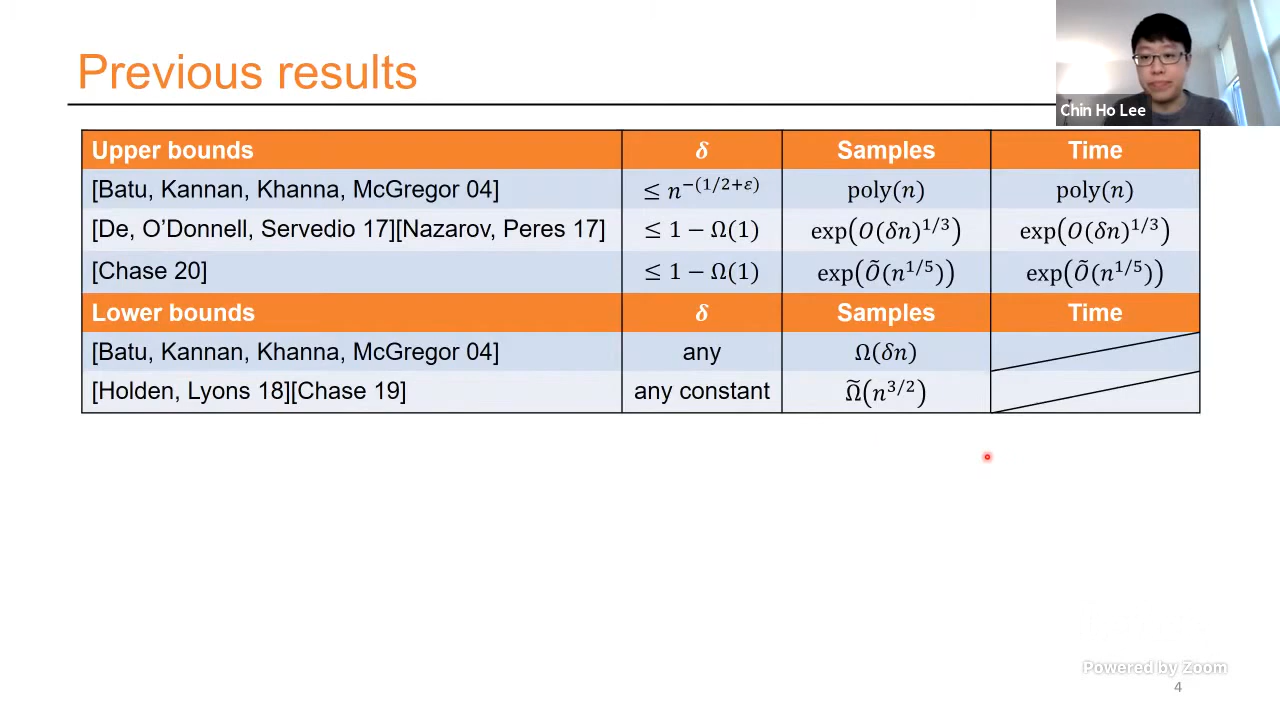 Previous results
Chin Ho Lee
Upper bounds δ Samples Time
[Batu, Kannan, Khanna, McGregor 04] ≤ n^{−(1/2+ε)} poly(n) poly(n)
[De, O’Donnell, Servedio 17][Nazarov, Peres 17] ≤ 1 − Ω(1) exp(O(δn)^{1/3}) exp(O(δn)^{1/3})
[Chase 20] ≤ 1 − Ω(1) exp(Õ(n^{1/5})) exp(Õ(n^{1/5}))
Lower bounds δ Samples Time
[Batu, Kannan, Khanna, McGregor 04] any Ω(δn)
[Holden, Lyons 18][Chase 19] any constant Ω̃(n^{3/2})
Powered by Zoom
4